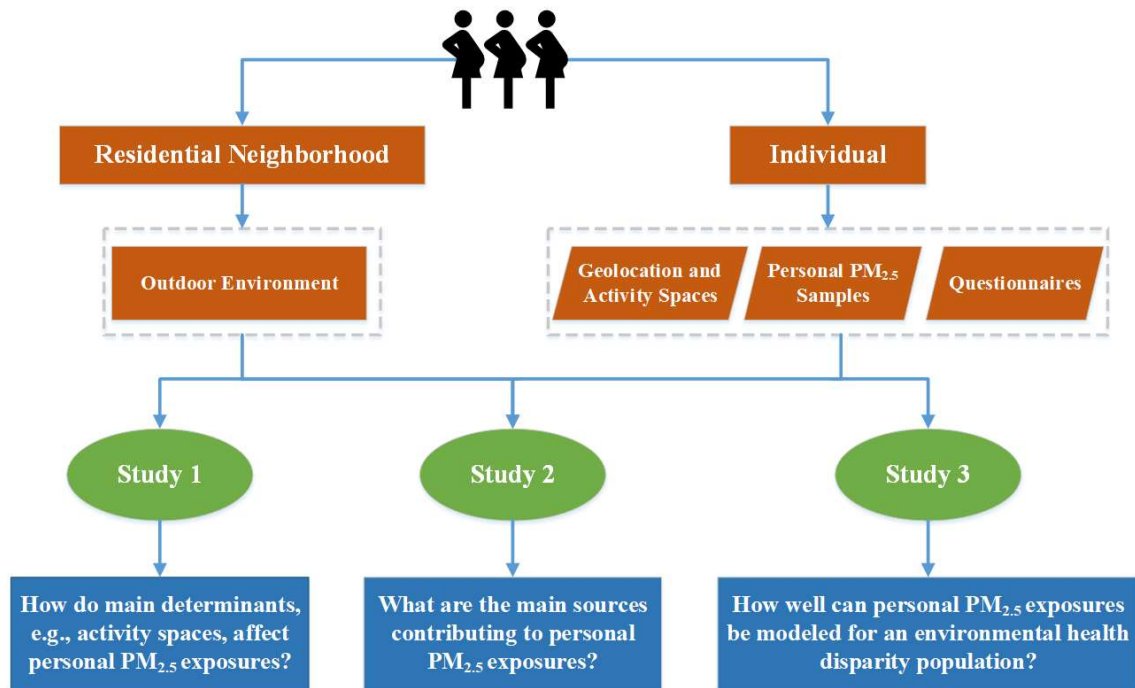 Residential Neighborhood
Individual
Outdoor Environment
Geolocation and
Activity Spaces
Personal PM₂.₅
Samples
Questionnaires
Study 1
Study 2
Study 3
How do main determinants,
e.g., activity spaces, affect
personal PM₂.₅ exposures?
What are the main sources
contributing to personal
PM₂.₅ exposures?
How well can personal PM₂.₅ exposures
be modeled for an environmental health
disparity population?